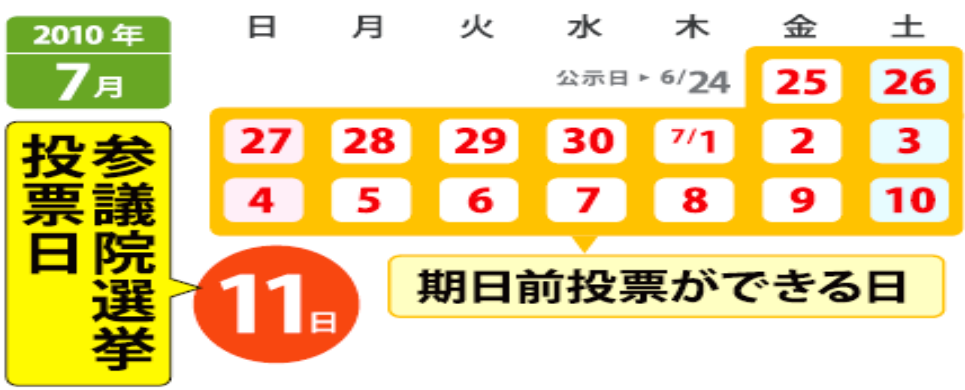 2010 年
7月
日 月 火 水 木 金 土
公示日 ▸ 6/24 25 26
27 28 29 30 7/1 2 3
4 5 6 7 8 9 10
参議院選挙
投票日
11日
期日前投票ができる日